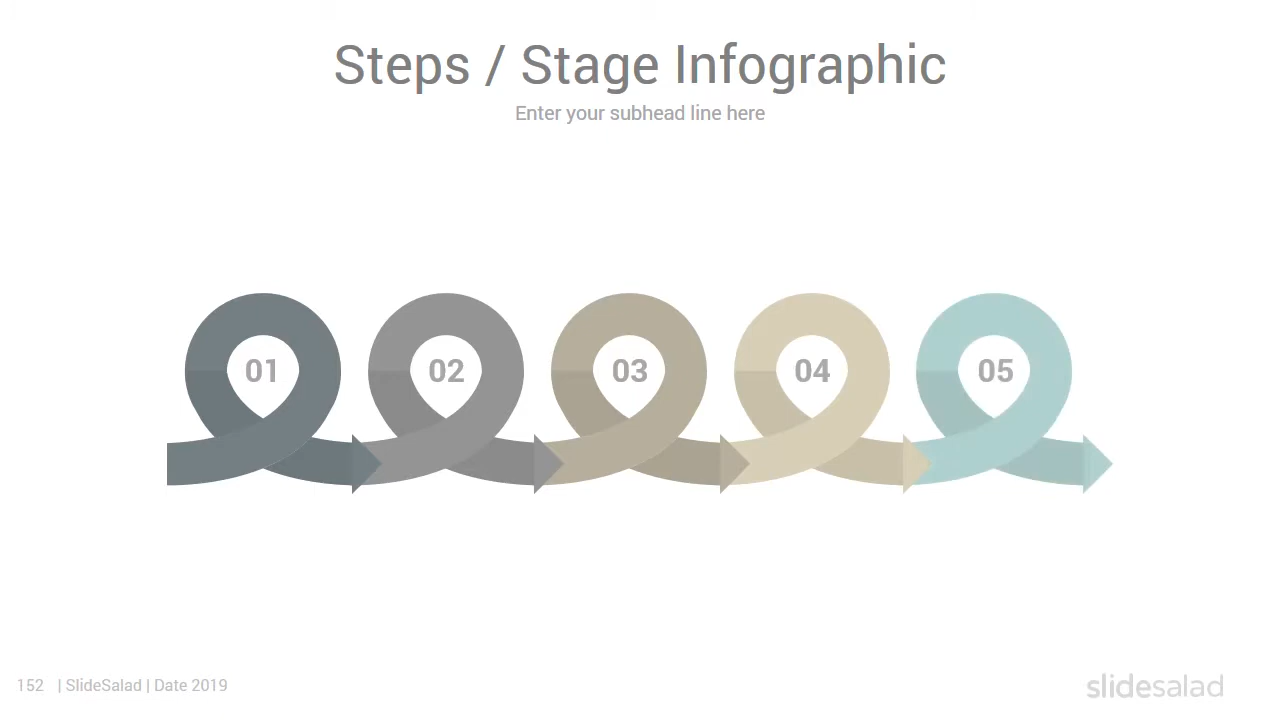 Steps / Stage Infographic
Enter your subhead line here
01 02 03 04 05
152 | SlideSalad | Date 2019
slidesalad